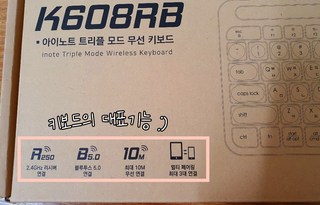 K608RB
• 아이노트 트리플 모드 무선 키보드
Inote Triple Mode Wireless Keyboard
키보드의 대표기능 :)
R250
2.4GHz 리시버
연결
B5.0
블루투스 5.0
연결
10M
최대 10M
무선 연결
멀티 페어링
최대 3대 연결